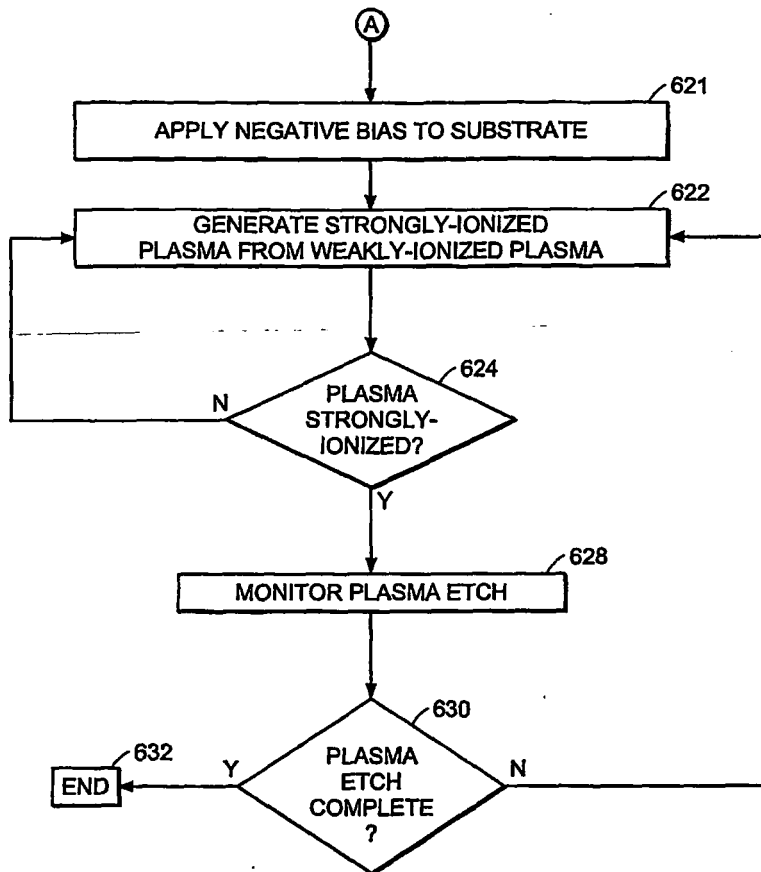 A
621
APPLY NEGATIVE BIAS TO SUBSTRATE
622
GENERATE STRONGLY-IONIZED
PLASMA FROM WEAKLY-IONIZED PLASMA
624
N
PLASMA
STRONGLY-
IONIZED?
Y
628
MONITOR PLASMA ETCH
630
632
END
Y
PLASMA
ETCH
COMPLETE
?
N